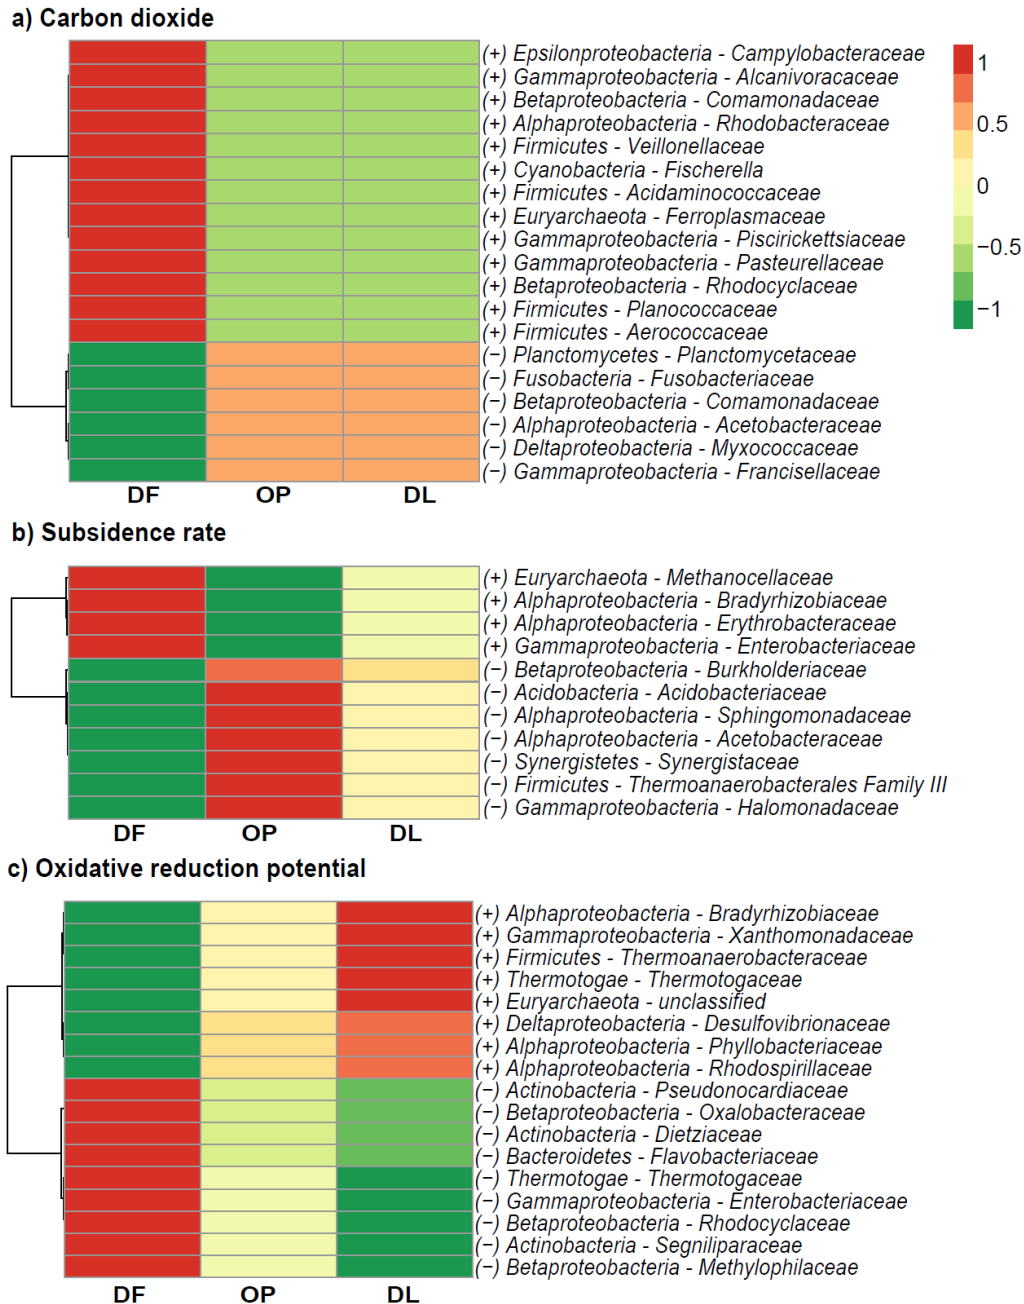 a) Carbon dioxide
(+) Epsilonproteobacteria - Campylobacteraceae
(+) Gammaproteobacteria - Alcanivoracaceae
(+) Betaproteobacteria - Comamonadaceae
(+) Alphaproteobacteria - Rhodobacteraceae
(+) Firmicutes - Veillonellaceae
(+) Cyanobacteria - Fischerella
(+) Firmicutes - Acidaminococcaceae
(+) Euryarchaeota - Ferroplasmaceae
(+) Gammaproteobacteria - Piscirickettsiaceae
(+) Gammaproteobacteria - Pasteurellaceae
(+) Betaproteobacteria - Rhodocyclaceae
(+) Firmicutes - Planococcaceae
(+) Firmicutes - Aerococcaceae
(−) Planctomycetes - Planctomycetaceae
(−) Fusobacteria - Fusobacteriaceae
(−) Betaproteobacteria - Comamonadaceae
(−) Alphaproteobacteria - Acetobacteraceae
(−) Deltaproteobacteria - Myxococcaceae
(−) Gammaproteobacteria - Francisellaceae
1
0.5
0
−0.5
−1
DF OP DL
b) Subsidence rate
(+) Euryarchaeota - Methanocellaceae
(+) Alphaproteobacteria - Bradyrhizobiaceae
(+) Alphaproteobacteria - Erythrobacteraceae
(+) Gammaproteobacteria - Enterobacteriaceae
(−) Betaproteobacteria - Burkholderiaceae
(−) Acidobacteria - Acidobacteriaceae
(−) Alphaproteobacteria - Sphingomonadaceae
(−) Alphaproteobacteria - Acetobacteraceae
(−) Synergistetes - Synergistaceae
(−) Firmicutes - Thermoanaerobacterales Family III
(−) Gammaproteobacteria - Halomonadaceae
DF OP DL
c) Oxidative reduction potential
(+) Alphaproteobacteria - Bradyrhizobiaceae
(+) Gammaproteobacteria - Xanthomonadaceae
(+) Firmicutes - Thermoanaerobacteraceae
(+) Thermotogae - Thermotogaceae
(+) Euryarchaeota - unclassified
(+) Deltaproteobacteria - Desulfovibrionaceae
(+) Alphaproteobacteria - Phyllobacteriaceae
(+) Alphaproteobacteria - Rhodospirillaceae
(−) Actinobacteria - Pseudonocardiaceae
(−) Betaproteobacteria - Oxalobacteraceae
(−) Actinobacteria - Dietziaceae
(−) Bacteroidetes - Flavobacteriaceae
(−) Thermotogae - Thermotogaceae
(−) Gammaproteobacteria - Enterobacteriaceae
(−) Betaproteobacteria - Rhodocyclaceae
(−) Actinobacteria - Segniliparaceae
(−) Betaproteobacteria - Methylophilaceae
DF OP DL